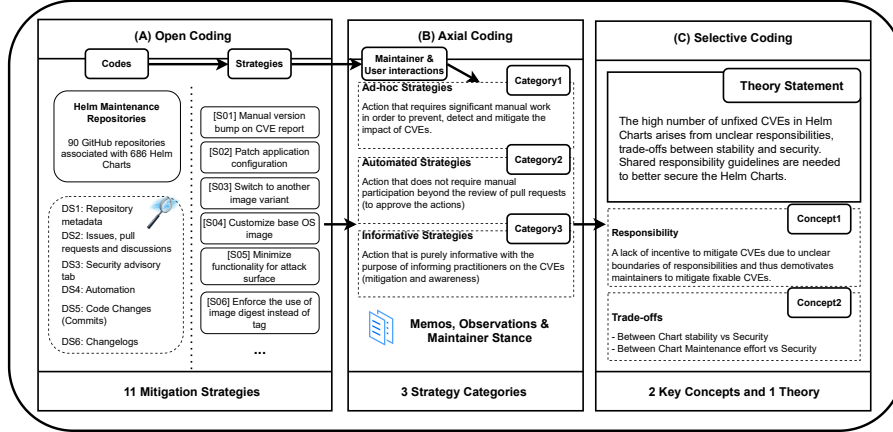 (A) Open Coding
Codes
Strategies
Helm Maintenance
Repositories
90 GitHub repositories
associated with 686 Helm
Charts
DS1: Repository
metadata
DS2: Issues, pull
requests and discussions
DS3: Security advisory
tab
DS4: Automation
DS5: Code Changes
(Commits)
DS6: Changelogs
[S01] Manual version
bump on CVE report
[S02] Patch application
configuration
[S03] Switch to another
image variant
[S04] Customize base OS
image
[S05] Minimize
functionality for attack
surface
[S06] Enforce the use of
image digest instead of
tag
...
11 Mitigation Strategies
(B) Axial Coding
Maintainer &
User interactions
Category1
Ad-hoc Strategies
Action that requires significant manual work
in order to prevent, detect and mitigate the
impact of CVEs.
Category2
Automated Strategies
Action that does not require manual
participation beyond the review of pull requests
(to approve the actions)
Category3
Informative Strategies
Action that is purely informative with the
purpose of informing practitioners on the CVEs
(mitigation and awareness)
Memos, Observations &
Maintainer Stance
3 Strategy Categories
(C) Selective Coding
Theory Statement
The high number of unfixed CVEs in Helm
Charts arises from unclear responsibilities,
trade-offs between stability and security.
Shared responsibility guidelines are needed
to better secure the Helm Charts.
Concept1
Responsibility
A lack of incentive to mitigate CVEs due to unclear
boundaries of responsibilities and thus demotivates
maintainers to mitigate fixable CVEs.
Concept2
Trade-offs
- Between Chart stability vs Security
- Between Chart Maintenance effort vs Security
2 Key Concepts and 1 Theory